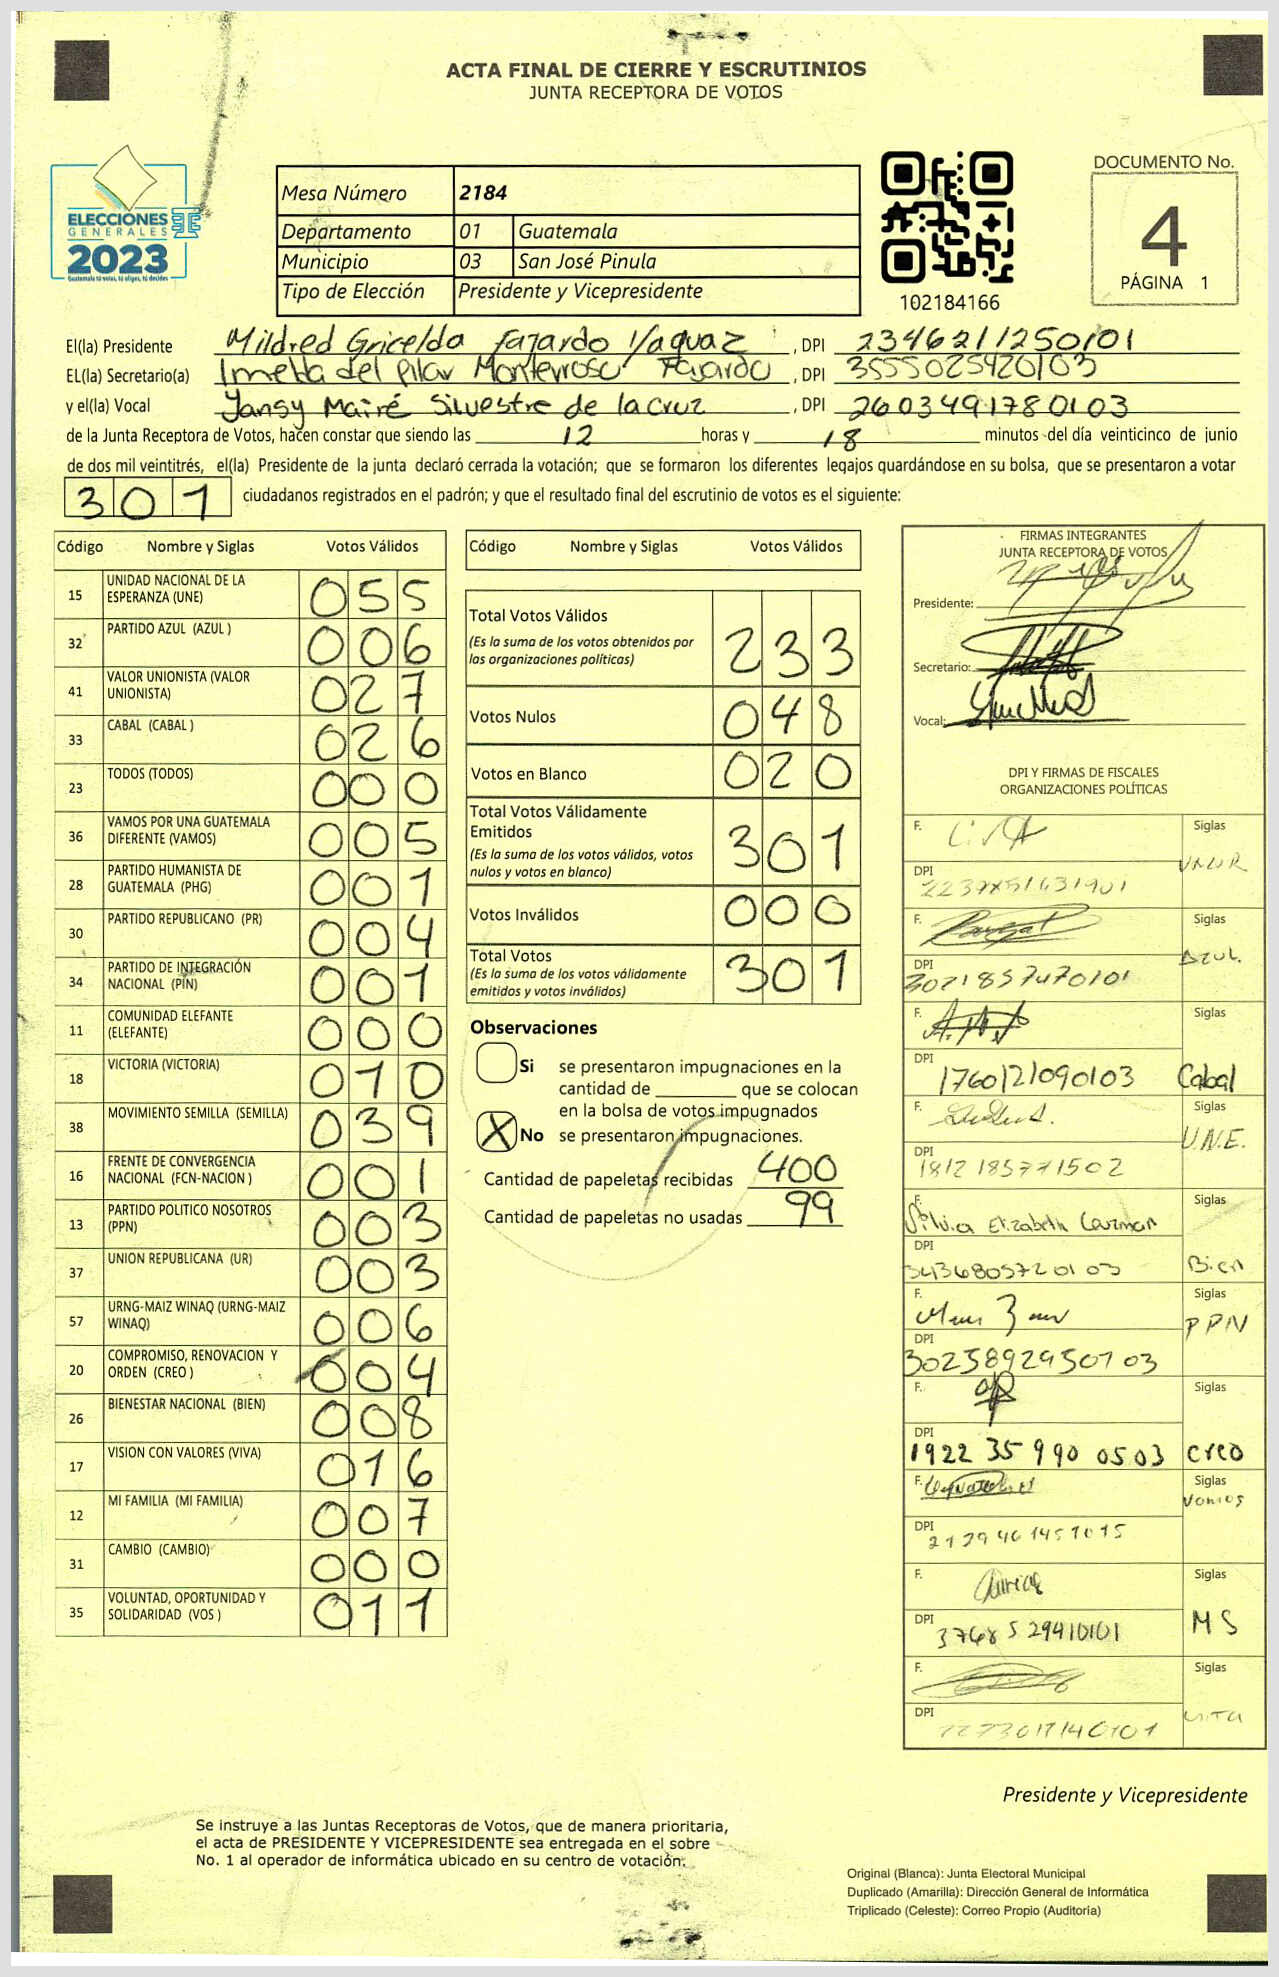 ACTA FINAL DE CIERRE Y ESCRUTINIOS
JUNTA RECEPTORA DE VOTOS
ELECCIONES
GENERALES
2023
Guatemala tú votas, tú eliges, tú decides
Mesa Número 2184
Departamento 01 Guatemala
Municipio 03 San José Pinula
Tipo de Elección Presidente y Vicepresidente
102184166
DOCUMENTO No.
4
PÁGINA 1
El(la) Presidente Mildred Gricelda Fajardo , DPI 2346211250101
EL(la) Secretario(a) Imelda del Pilar Monterroso Fajardo , DPI 3555025420103
y el(la) Vocal Yansy Mairé Silvestre de la Cruz , DPI 2603491780103
de la Junta Receptora de Votos, hacen constar que siendo las 12 horas y 18 minutos del día veinticinco de junio
de dos mil veintitrés, el(la) Presidente de la junta declaró cerrada la votación; que se formaron los diferentes legajos guardándose en su bolsa, que se presentaron a votar
301 ciudadanos registrados en el padrón; y que el resultado final del escrutinio de votos es el siguiente:
Código Nombre y Siglas Votos Válidos
15 UNIDAD NACIONAL DE LA ESPERANZA (UNE) 055
32 PARTIDO AZUL (AZUL ) 006
41 VALOR UNIONISTA (VALOR UNIONISTA) 027
33 CABAL (CABAL ) 026
23 TODOS (TODOS) 000
36 VAMOS POR UNA GUATEMALA DIFERENTE (VAMOS) 005
28 PARTIDO HUMANISTA DE GUATEMALA (PHG) 001
30 PARTIDO REPUBLICANO (PR) 004
34 PARTIDO DE INTEGRACIÓN NACIONAL (PIN) 001
11 COMUNIDAD ELEFANTE (ELEFANTE) 000
18 VICTORIA (VICTORIA) 010
38 MOVIMIENTO SEMILLA (SEMILLA) 039
16 FRENTE DE CONVERGENCIA NACIONAL (FCN-NACION ) 001
13 PARTIDO POLITICO NOSOTROS (PPN) 003
37 UNION REPUBLICANA (UR) 003
57 URNG-MAIZ WINAQ (URNG-MAIZ WINAQ) 006
20 COMPROMISO, RENOVACION Y ORDEN (CREO ) 004
26 BIENESTAR NACIONAL (BIEN) 008
17 VISION CON VALORES (VIVA) 016
12 MI FAMILIA (MI FAMILIA) 007
31 CAMBIO (CAMBIO) 000
35 VOLUNTAD, OPORTUNIDAD Y SOLIDARIDAD (VOS ) 011
Código Nombre y Siglas Votos Válidos
Total Votos Válidos 233
(Es la suma de los votos obtenidos por
las organizaciones políticas)
Votos Nulos 048
Votos en Blanco 020
Total Votos Válidamente
Emitidos 301
(Es la suma de los votos válidos, votos
nulos y votos en blanco)
Votos Inválidos 000
Total Votos 301
(Es la suma de los votos válidamente
emitidos y votos inválidos)
Observaciones
Si se presentaron impugnaciones en la
cantidad de ________ que se colocan
en la bolsa de votos impugnados
X No se presentaron impugnaciones.
Cantidad de papeletas recibidas 400
Cantidad de papeletas no usadas 99
FIRMAS INTEGRANTES
JUNTA RECEPTORA DE VOTOS
Presidente:
Secretario:
Vocal:
DPI Y FIRMAS DE FISCALES
ORGANIZACIONES POLÍTICAS
F. Siglas
VALOR
DPI
F. Siglas
AZUL.
DPI 3021857470101
F. Siglas
DPI 1760121090103 Cabal
F. Siglas
U.N.E.
DPI 1812185771502
F. Silvia Elizabeth Guzman Siglas
DPI 3436805720103 Bien
F. Siglas
PPN
DPI 3025892950103
F. Siglas
DPI 1922 35 990 0503 Creo
F. Siglas
Vamos
DPI
F. Siglas
DPI MS
F. Siglas
DPI
Presidente y Vicepresidente
Se instruye a las Juntas Receptoras de Votos, que de manera prioritaria,
el acta de PRESIDENTE Y VICEPRESIDENTE sea entregada en el sobre
No. 1 al operador de informática ubicado en su centro de votación.
Original (Blanca): Junta Electoral Municipal
Duplicado (Amarilla): Dirección General de Informática
Triplicado (Celeste): Correo Propio (Auditoría)